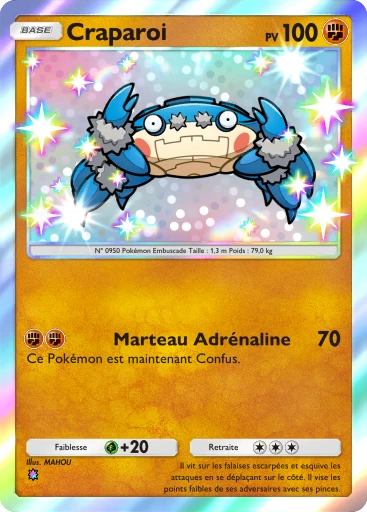 BASE
Craparoi
PV 100
N° 0950 Pokémon Embuscade Taille : 1,3 m Poids : 79,0 kg
Marteau Adrénaline 70
Ce Pokémon est maintenant Confus.
Faiblesse +20
Retraite
Illus. MAHOU
Il vit sur les falaises escarpées et esquive les
attaques en se déplaçant sur le côté. Il vise les
points faibles de ses adversaires avec ses pinces.